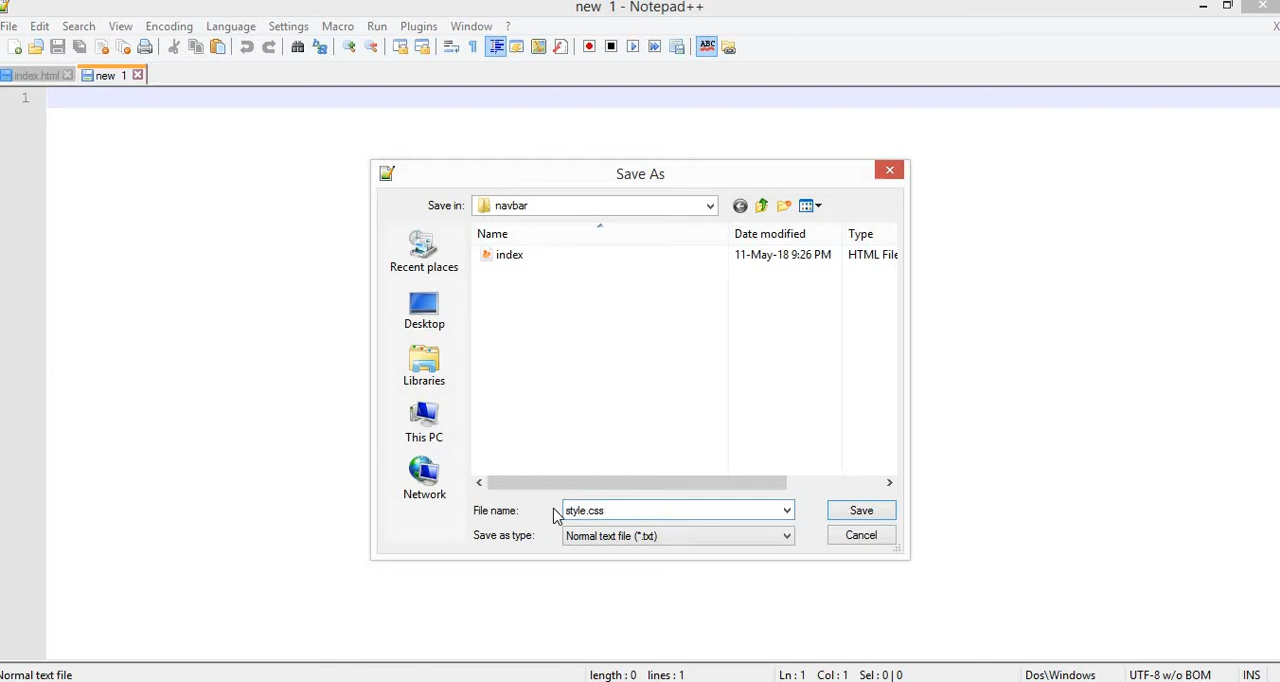 new 1 - Notepad++
File Edit Search View Encoding Language Settings Macro Run Plugins Window ? X
index.html new 1
1
Save As
Save in: navbar
Name Date modified Type
index 11-May-18 9:26 PM HTML File
Recent places
Desktop
Libraries
This PC
Network
File name: style.css Save
Save as type: Normal text file (*.txt) Cancel
Normal text file length : 0 lines : 1 Ln : 1 Col : 1 Sel : 0 | 0 Dos\Windows UTF-8 w/o BOM INS